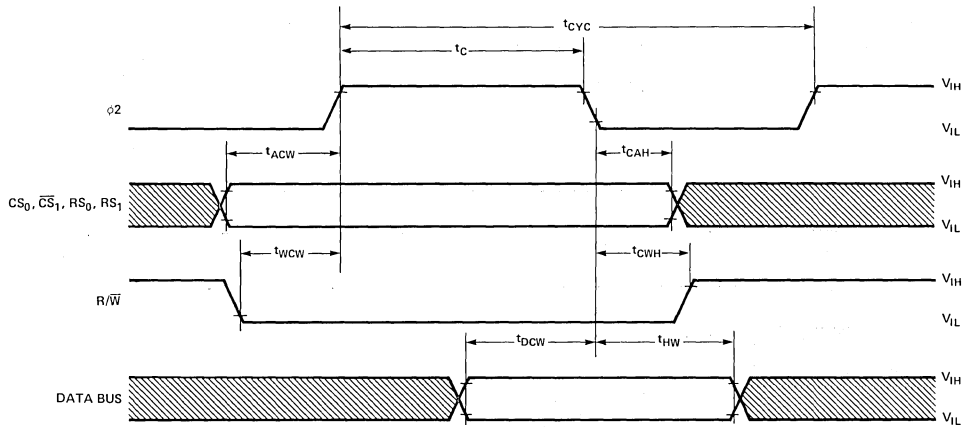 tCYC
tC
φ2
VIH
VIL
tACW
tCAH
CS0, C̅S̅1, RS0, RS1
VIH
VIL
tWCW
tCWH
R/W̅
VIH
VIL
tDCW
tHW
DATA BUS
VIH
VIL